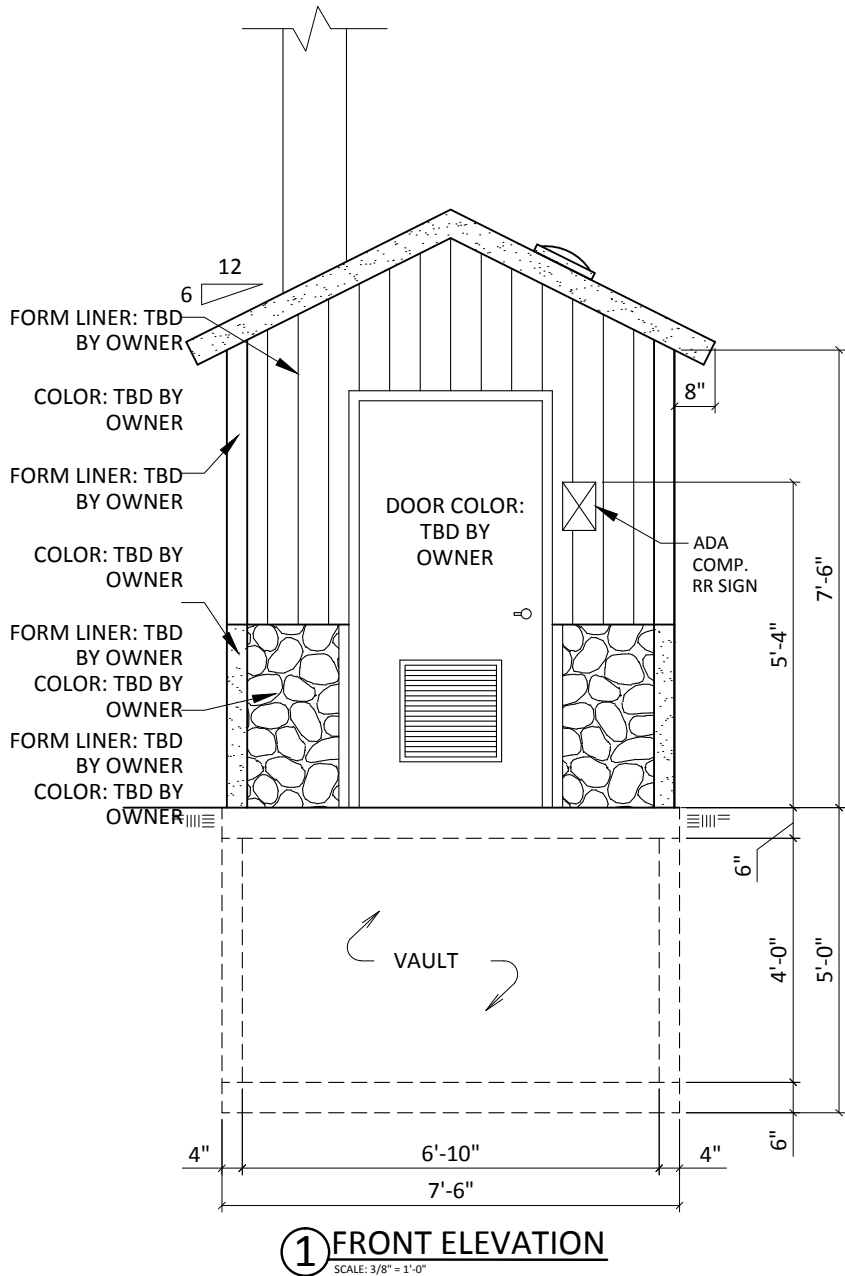 12
6
FORM LINER: TBD
BY OWNER
COLOR: TBD BY
OWNER
FORM LINER: TBD
BY OWNER
COLOR: TBD BY
OWNER
FORM LINER: TBD
BY OWNER
COLOR: TBD BY
OWNER
FORM LINER: TBD
BY OWNER
COLOR: TBD BY
OWNER
DOOR COLOR:
TBD BY
OWNER
ADA
COMP.
RR SIGN
8"
7'-6"
5'-4"
6"
4'-0"
5'-0"
6"
VAULT
4"
6'-10"
4"
7'-6"
1 FRONT ELEVATION
SCALE: 3/8" = 1'-0"